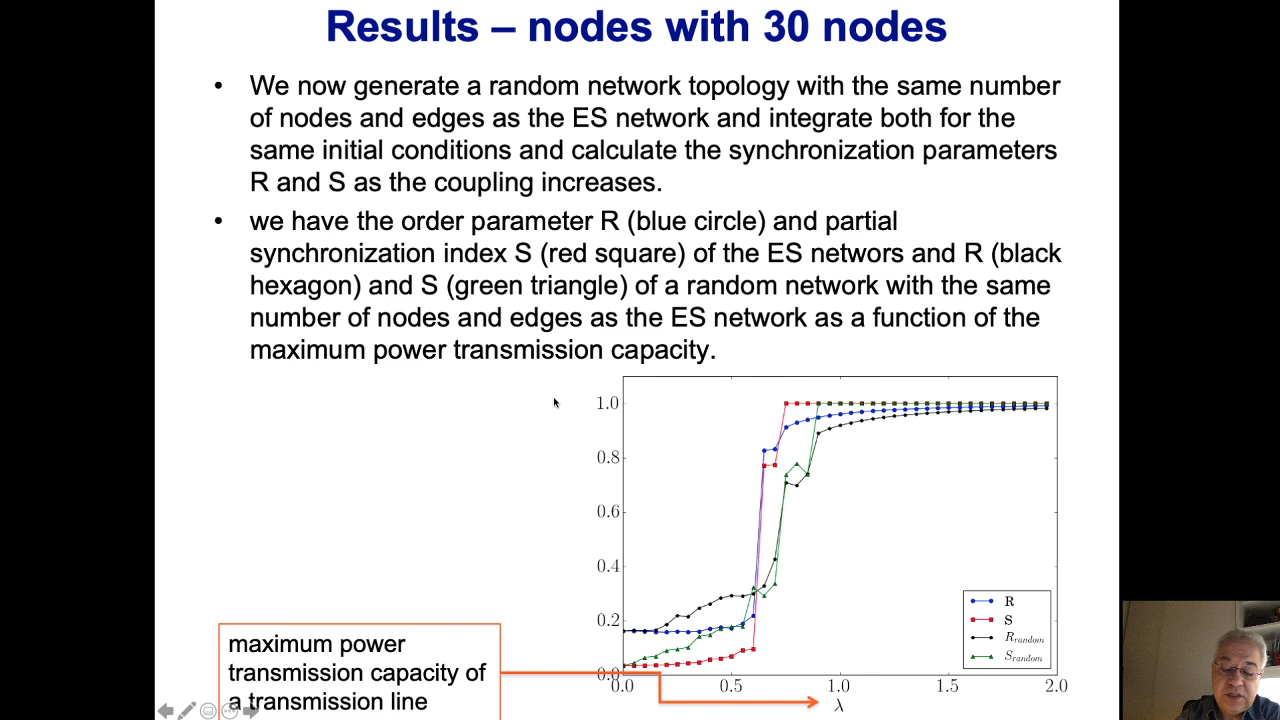 Results – nodes with 30 nodes
• We now generate a random network topology with the same number
of nodes and edges as the ES network and integrate both for the
same initial conditions and calculate the synchronization parameters
R and S as the coupling increases.
• we have the order parameter R (blue circle) and partial
synchronization index S (red square) of the ES networs and R (black
hexagon) and S (green triangle) of a random network with the same
number of nodes and edges as the ES network as a function of the
maximum power transmission capacity.
1.0
0.8
0.6
0.4
0.2
0.0
0.0 0.5 1.0 1.5 2.0
λ
R
S
R_random
S_random
maximum power
transmission capacity of
a transmission line